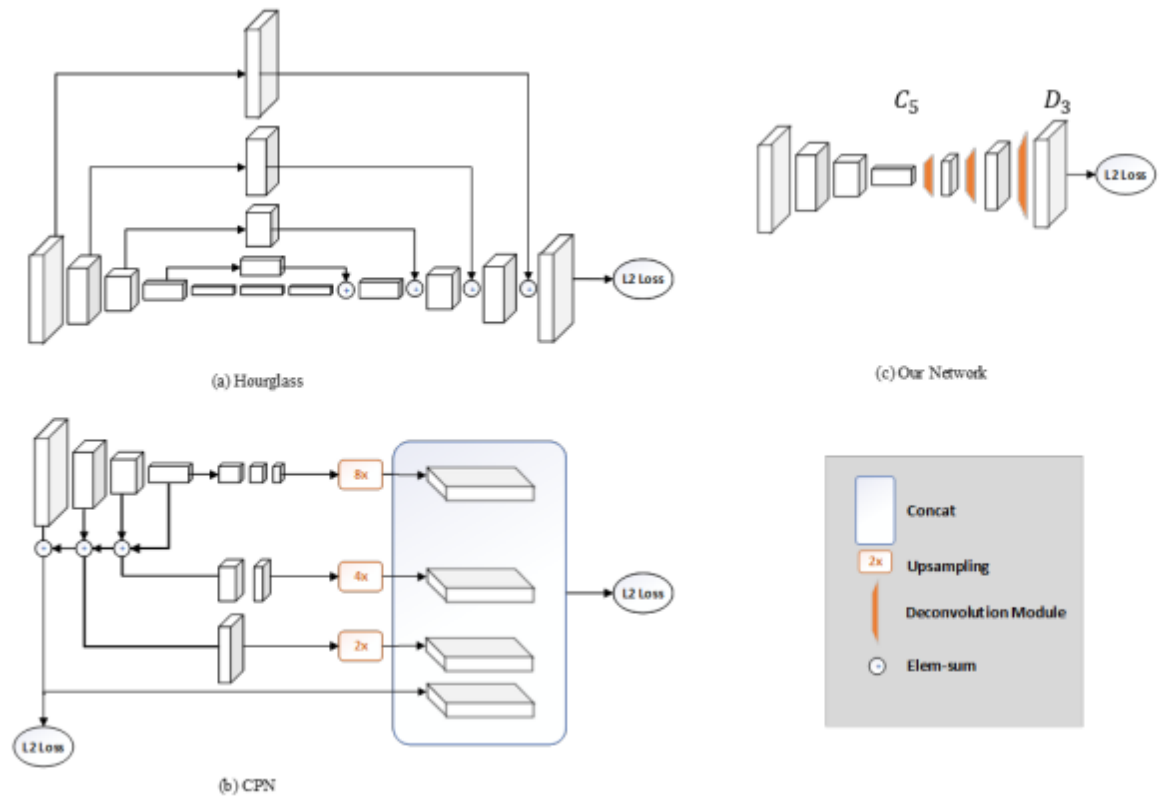 C₅
D₃
L2 Loss
L2 Loss
(a) Hourglass
(c) Our Network
8x
4x
2x
L2 Loss
L2 Loss
(b) CPN
Concat
2x
Upsampling
Deconvolution Module
Elem-sum